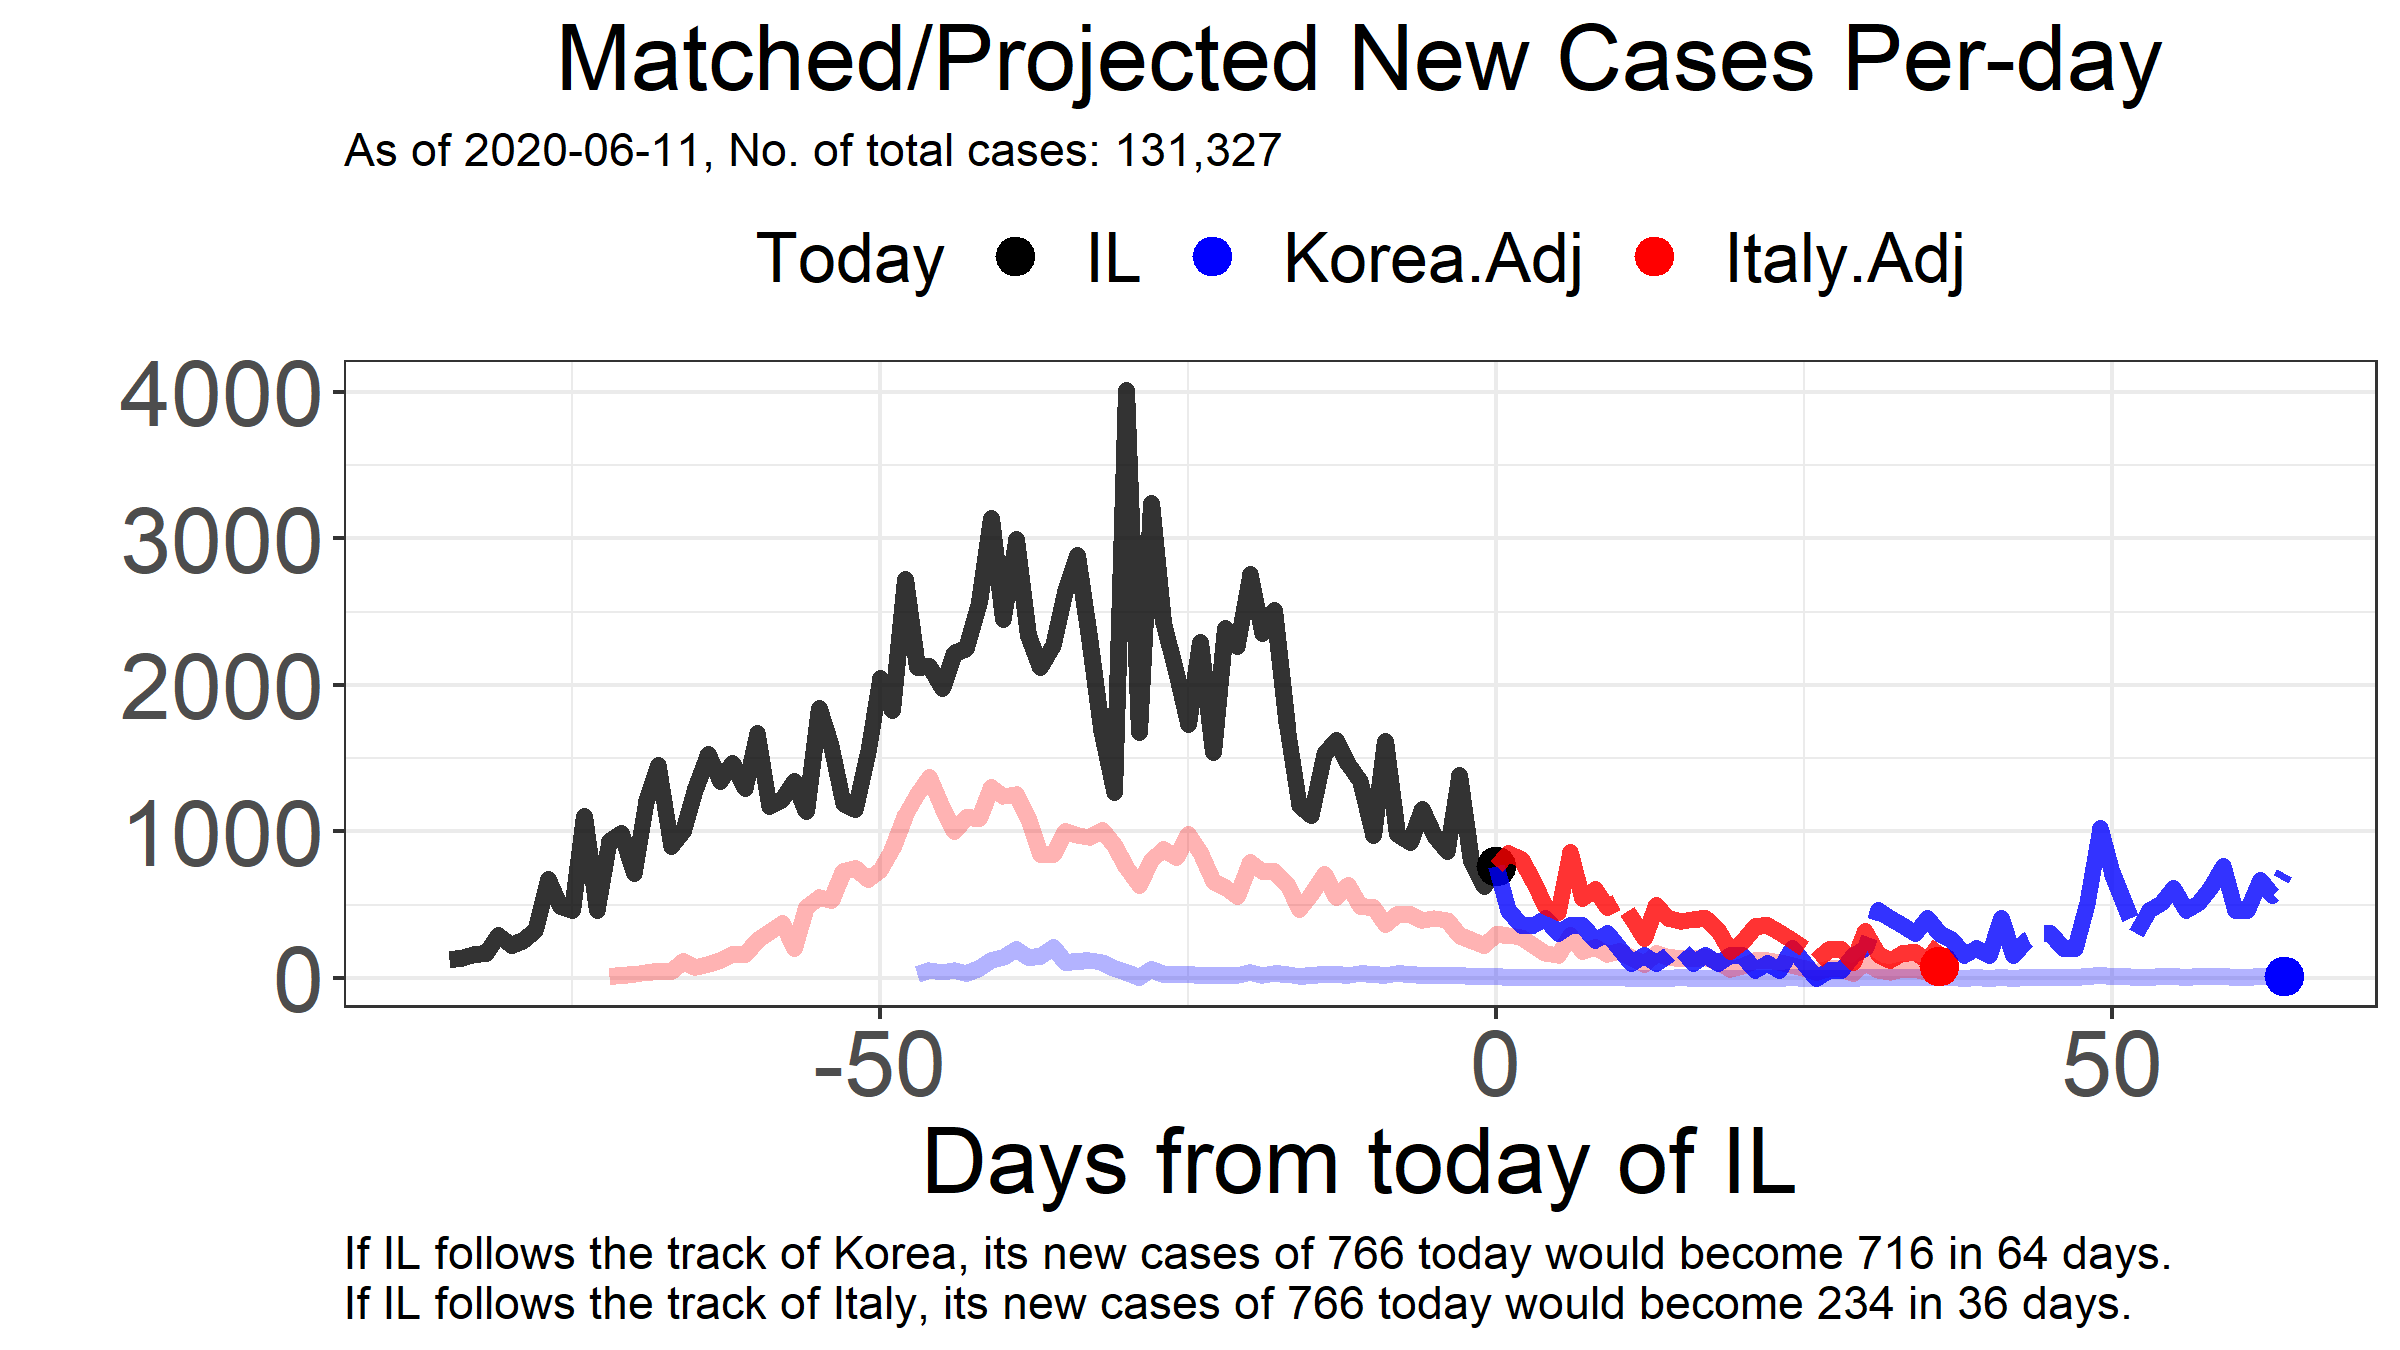 Matched/Projected New Cases Per-day
As of 2020-06-11, No. of total cases: 131,327
Today IL Korea.Adj Italy.Adj
4000
3000
2000
1000
0
-50 0 50
Days from today of IL
If IL follows the track of Korea, its new cases of 766 today would become 716 in 64 days.
If IL follows the track of Italy, its new cases of 766 today would become 234 in 36 days.